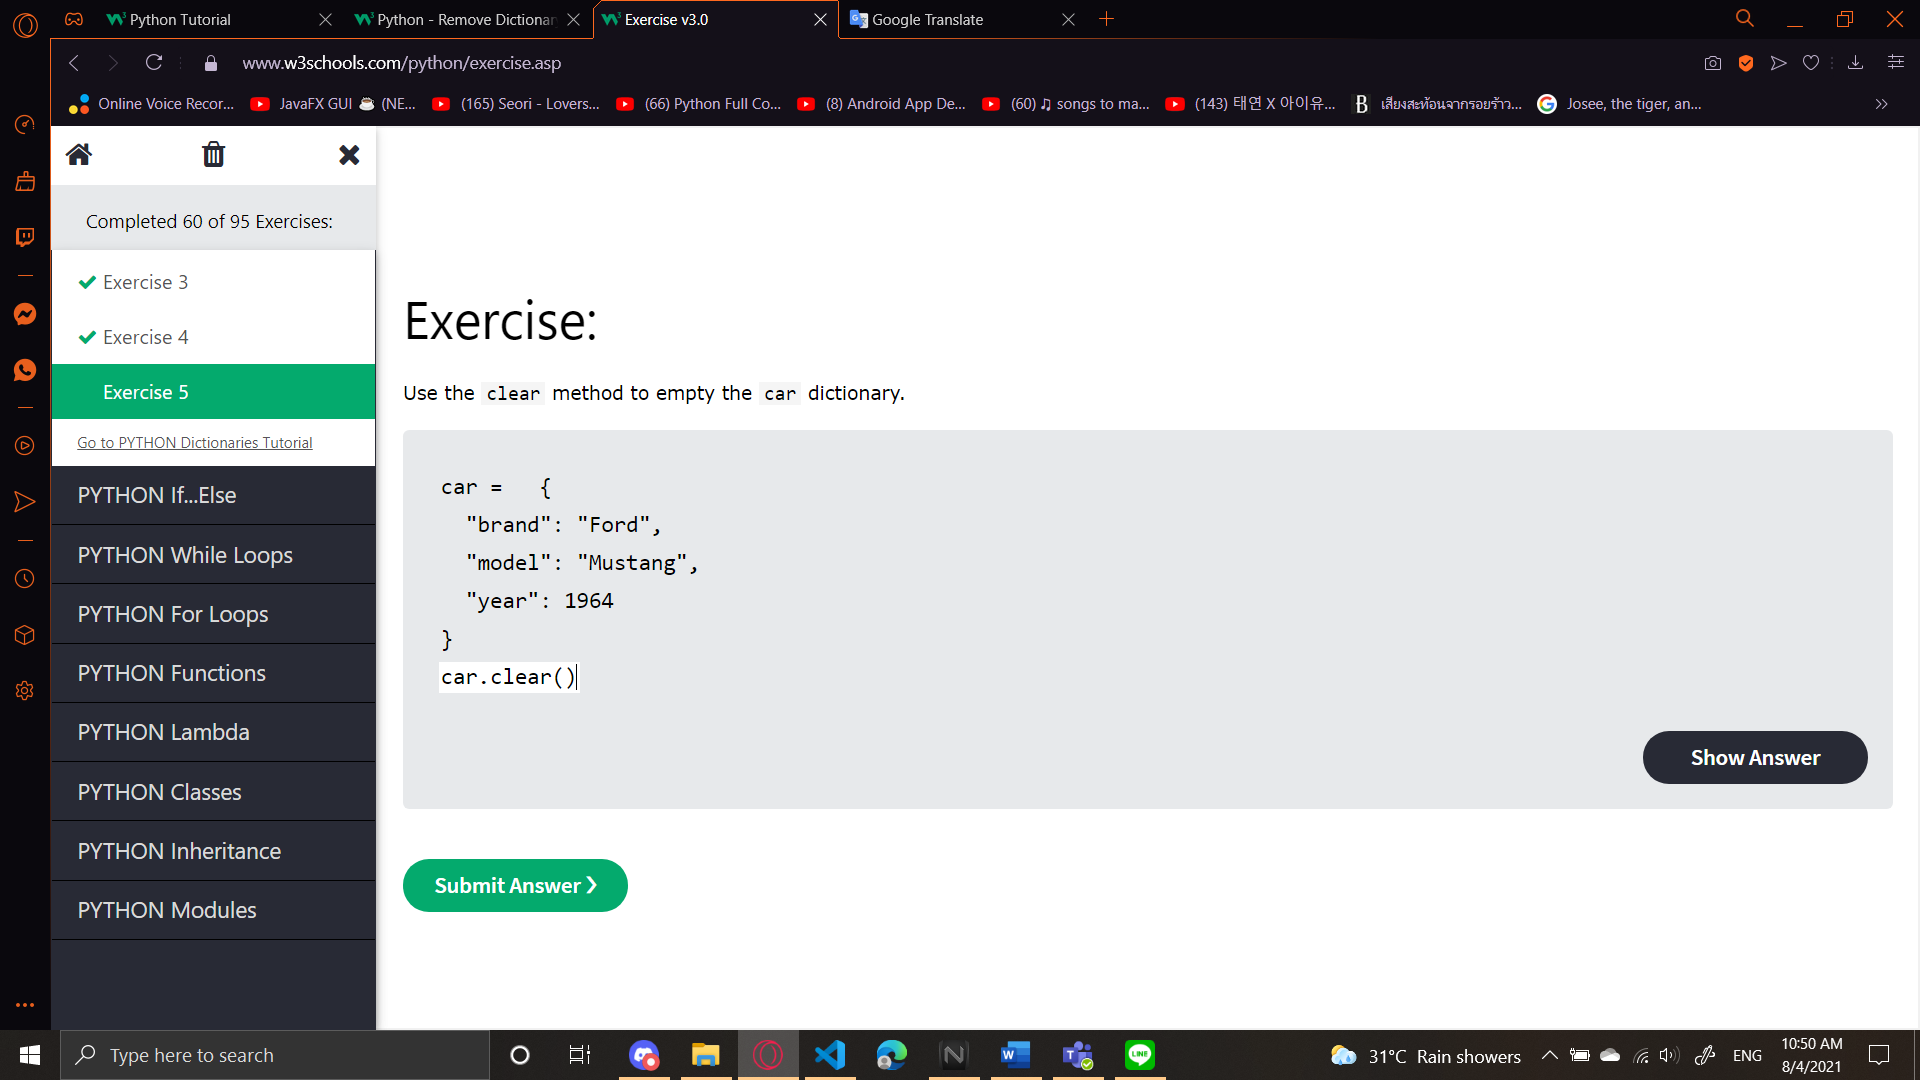 Python Tutorial
Python - Remove Dictionar
Exercise v3.0
Google Translate
www.w3schools.com/python/exercise.asp
Online Voice Recor...
JavaFX GUI ☕ (NE...
(165) Seori - Lovers...
(66) Python Full Co...
(8) Android App De...
(60) ♫ songs to ma...
(143) 태연 X 아이유...
เสียงสะท้อนจากรอยร้าว...
Josee, the tiger, an...
Completed 60 of 95 Exercises:
Exercise 3
Exercise 4
Exercise 5
Go to PYTHON Dictionaries Tutorial
PYTHON If...Else
PYTHON While Loops
PYTHON For Loops
PYTHON Functions
PYTHON Lambda
PYTHON Classes
PYTHON Inheritance
PYTHON Modules
Exercise:
Use the clear method to empty the car dictionary.
car = {
"brand": "Ford",
"model": "Mustang",
"year": 1964
}
car.clear()
Show Answer
Submit Answer ❯
Type here to search
31°C Rain showers
ENG
10:50 AM
8/4/2021